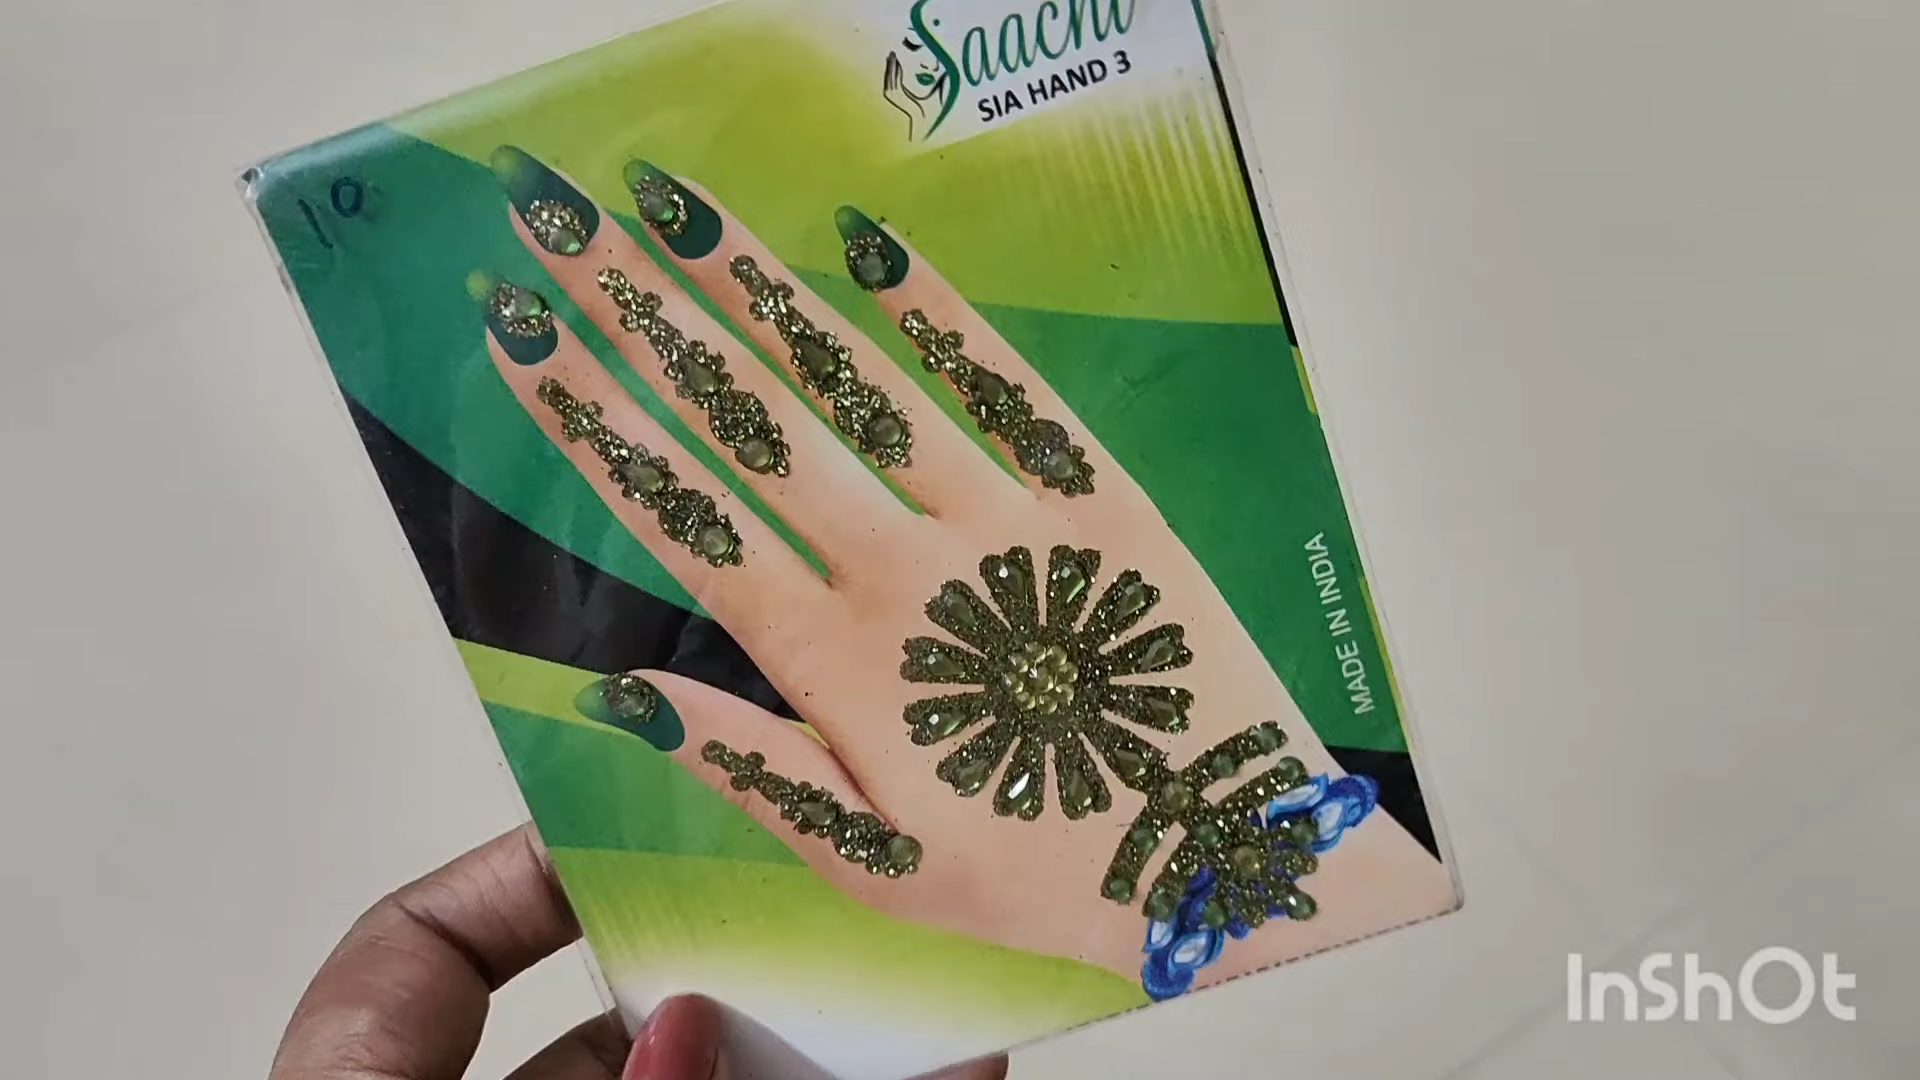 Saachi
SIA HAND 3
10
MADE IN INDIA
InShOt